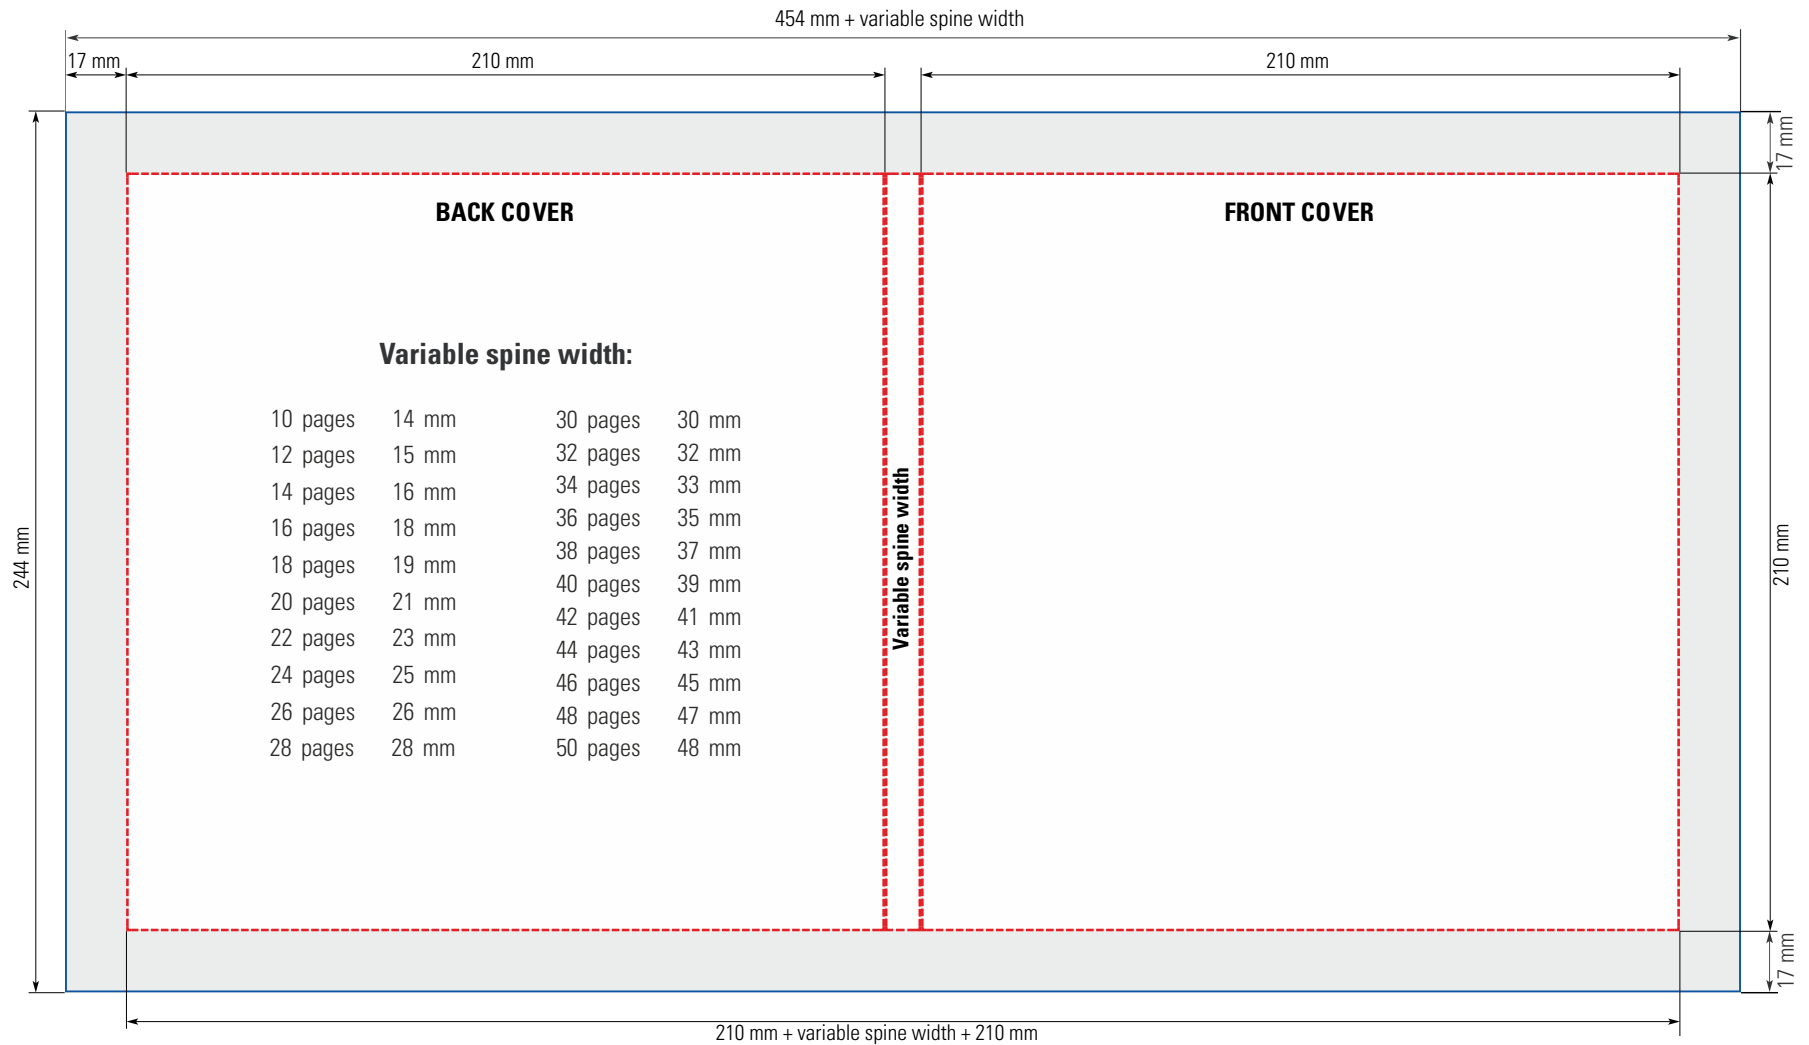 454 mm + variable spine width
17 mm
210 mm
210 mm
17 mm
BACK COVER
FRONT COVER
Variable spine width:
10 pages 14 mm
12 pages 15 mm
14 pages 16 mm
16 pages 18 mm
18 pages 19 mm
20 pages 21 mm
22 pages 23 mm
24 pages 25 mm
26 pages 26 mm
28 pages 28 mm
30 pages 30 mm
32 pages 32 mm
34 pages 33 mm
36 pages 35 mm
38 pages 37 mm
40 pages 39 mm
42 pages 41 mm
44 pages 43 mm
46 pages 45 mm
48 pages 47 mm
50 pages 48 mm
Variable spine width
244 mm
210 mm
17 mm
210 mm + variable spine width + 210 mm